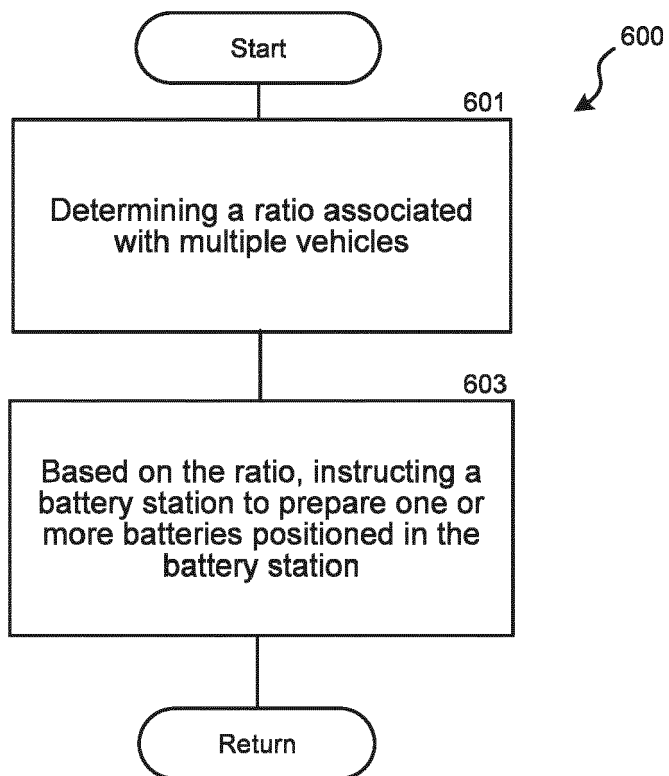 Start
600
601
Determining a ratio associated
with multiple vehicles
603
Based on the ratio, instructing a
battery station to prepare one or
more batteries positioned in the
battery station
Return